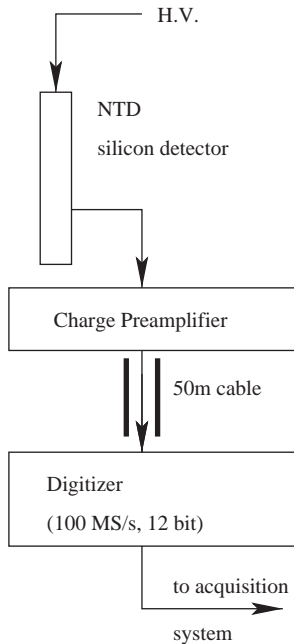 H.V.
NTD
silicon detector
Charge Preamplifier
50m cable
Digitizer
(100 MS/s, 12 bit)
to acquisition
system